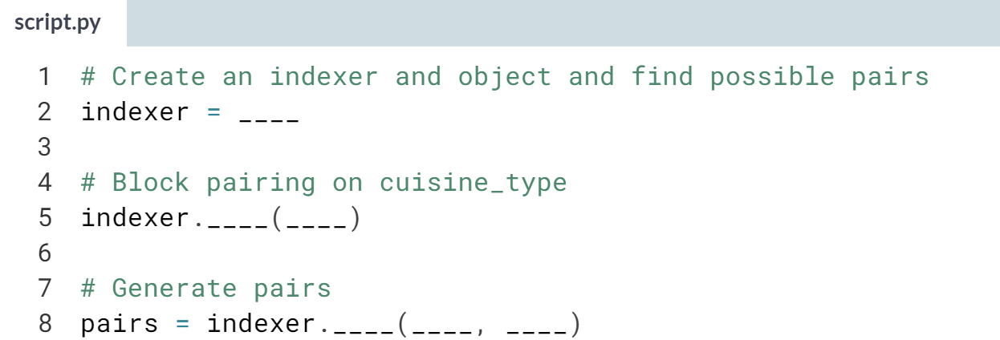 script.py
1 # Create an indexer and object and find possible pairs
2 indexer = ____
3
4 # Block pairing on cuisine_type
5 indexer.____(____)
6
7 # Generate pairs
8 pairs = indexer.____(____, ____)